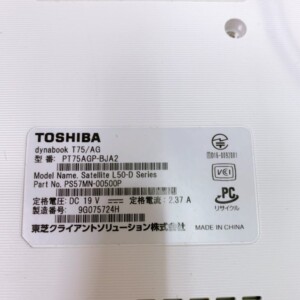 TOSHIBA
dynabook T75/AG
型 番: PT75AGP-BJA2
Model Name. Satellite L50-D Series
Part No. PS57MN-00500P
定格電圧: DC 19 V 定格電流: 2.37 A
製造番号: 9G075724H
東芝クライアントソリューション株式会社
VCI
PC
リサイクル
MADE IN CHINA